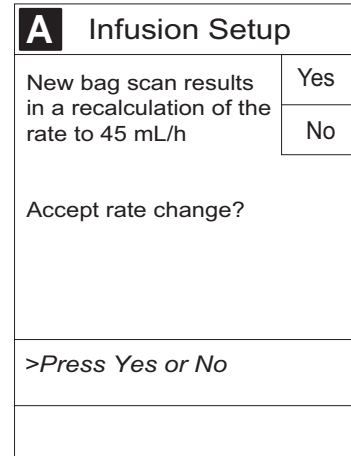 A Infusion Setup
New bag scan results
in a recalculation of the
rate to 45 mL/h
Yes
No
Accept rate change?
>Press Yes or No